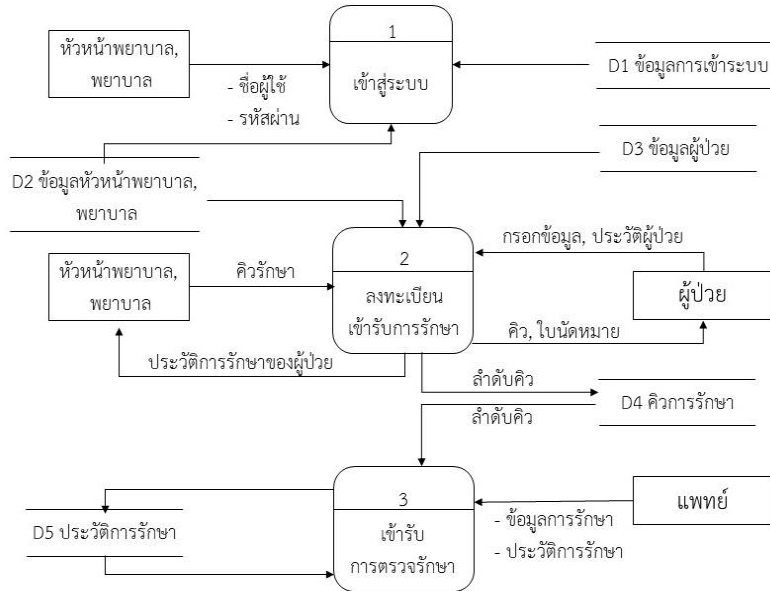 หัวหน้าพยาบาล,
พยาบาล
- ชื่อผู้ใช้
- รหัสผ่าน
1
เข้าสู่ระบบ
D1 ข้อมูลการเข้าระบบ
D2 ข้อมูลหัวหน้าพยาบาล,
พยาบาล
D3 ข้อมูลผู้ป่วย
หัวหน้าพยาบาล,
พยาบาล
คิวรักษา
2
ลงทะเบียน
เข้ารับการรักษา
กรอกข้อมูล, ประวัติผู้ป่วย
ผู้ป่วย
คิว, ใบนัดหมาย
ประวัติการรักษาของผู้ป่วย
ลำดับคิว
D4 คิวการรักษา
ลำดับคิว
3
เข้ารับ
การตรวจรักษา
แพทย์
- ข้อมูลการรักษา
- ประวัติการรักษา
D5 ประวัติการรักษา